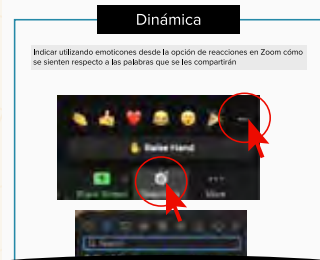 Dinámica
Indicar utilizando emoticones desde la opción de reacciones en Zoom cómo
se sienten respecto a las palabras que se les compartirán
Raise Hand
Share Screen
More
Search